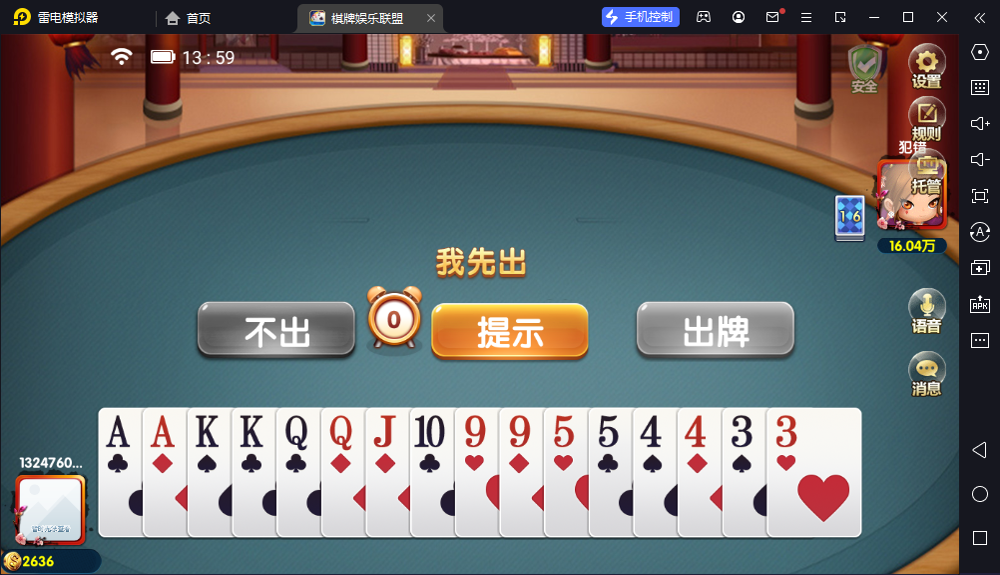 雷电模拟器
首页
棋牌娱乐联盟
手机控制
13:59
安全
设置
规则
犯错
托管
16
16.04万
我先出
不出
0
提示
出牌
语音
消息
A A K K Q Q J 10 9 9 5 5 4 4 3 3
1324760...
2636
A
APK